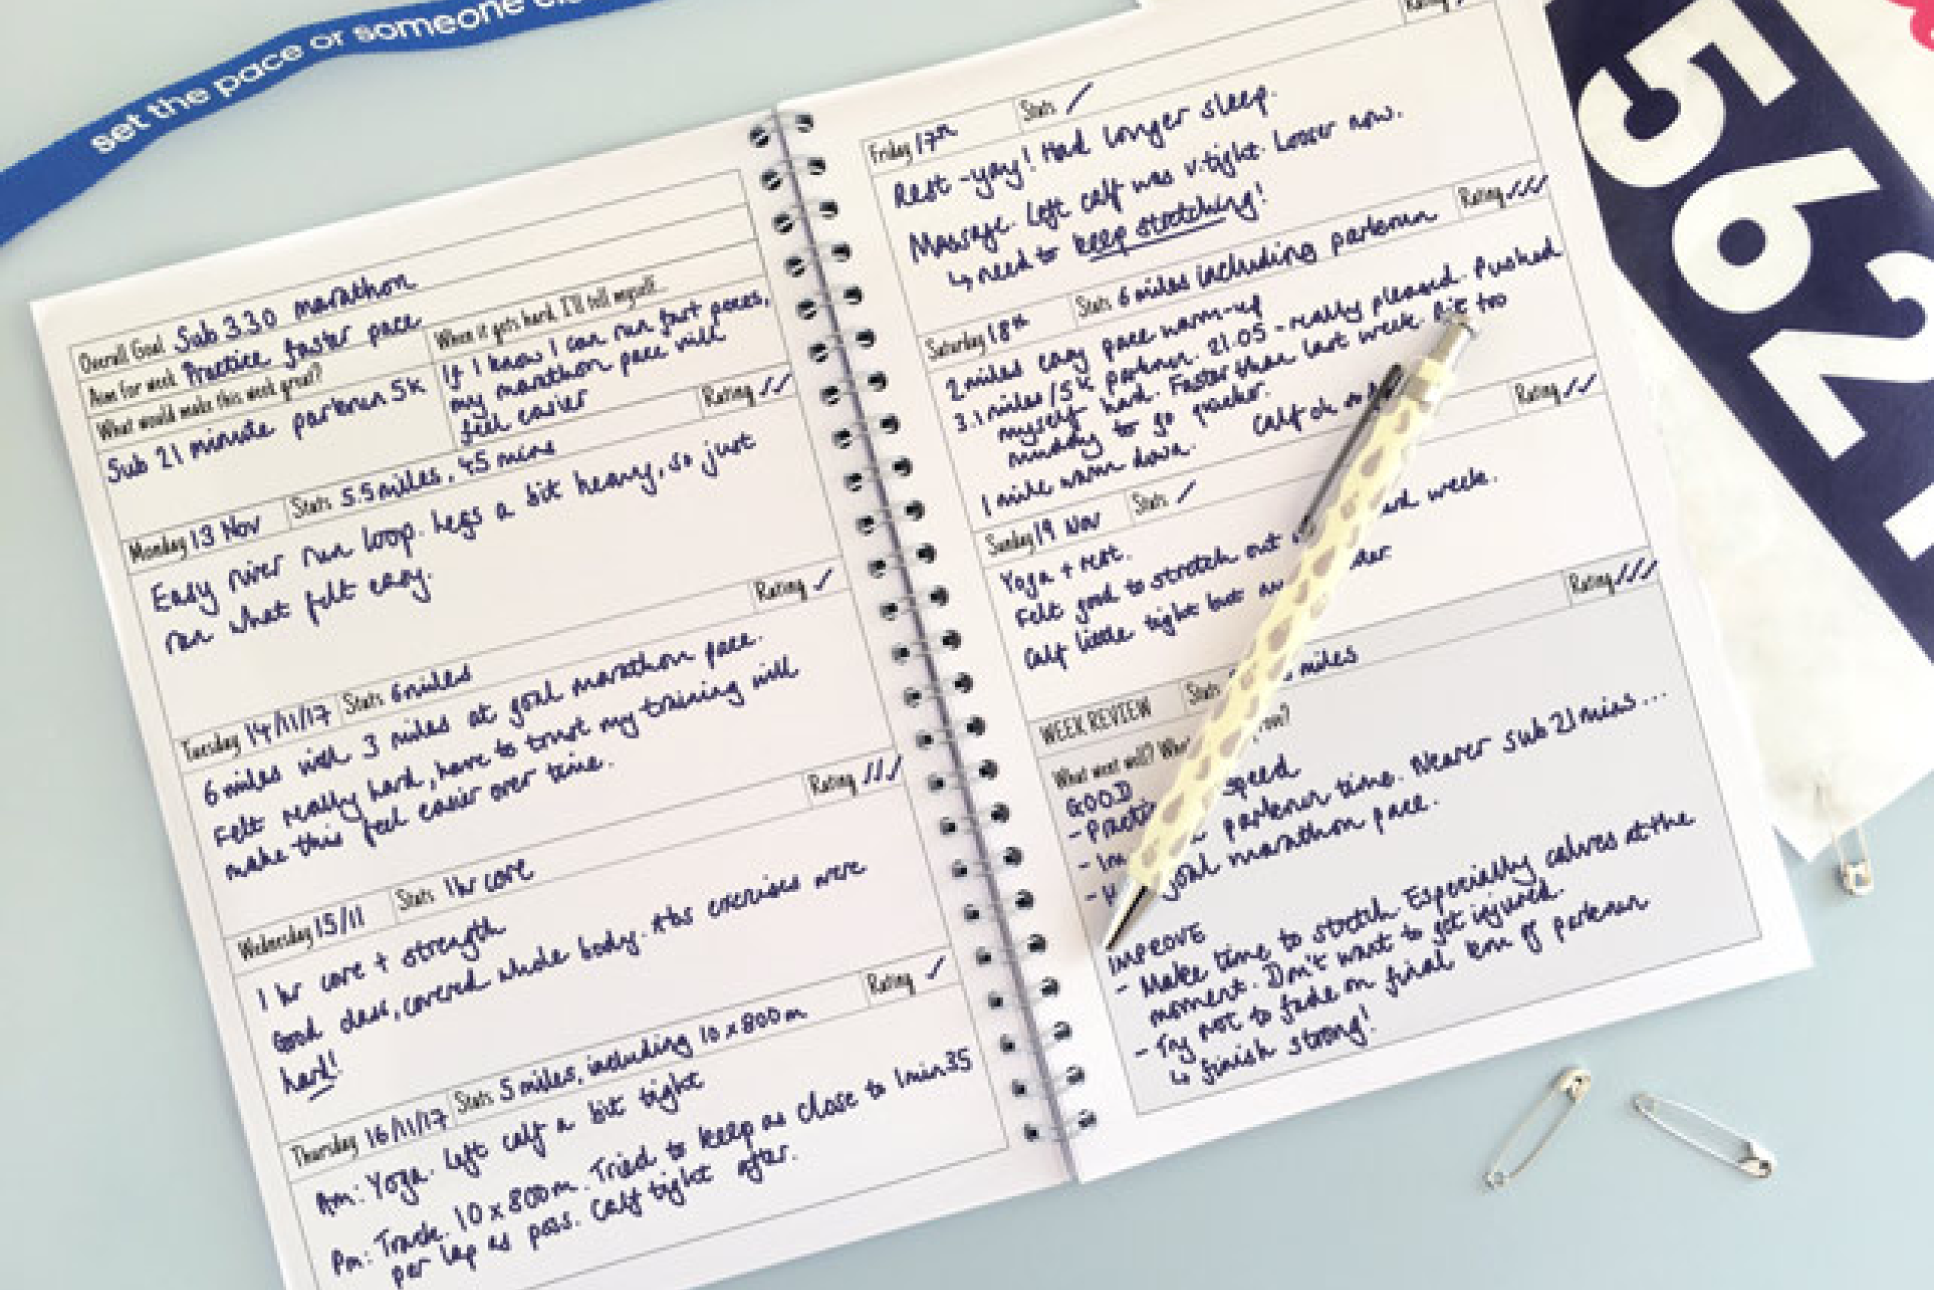 set the pace or someone
Overall Goal Sub 3.30 marathon
Aim for week Practice faster pace
What would make this week great?
Sub 21 minute parkrun 5k
When it gets hard, I'll tell myself...
If I know I can run fast paces,
my marathon pace will
feel easier
Monday 13 Nov Stats 5.5 miles, 45 mins Rating ✓✓
Easy river run loop. Legs a bit heavy, so just
ran what felt easy.
Tuesday 14/11/17 Stats 6 miles Rating ✓
6 miles with 3 miles at goal marathon pace.
Felt really hard, have to trust my training will
make this feel easier over time.
Wednesday 15/11 Stats 1hr core Rating ✓✓✓
1 hr core + strength
Good class, covered whole body. Abs exercises were
hard!
Thursday 16/11/17 Stats 5 miles, including 10 x 800m Rating ✓
Am: Yoga. Left calf a bit tight
Pm: Track. 10 x 800m. Tried to keep as close to 1min35
per lap as poss. Calf tight after.
Rating
Friday 17th Stats /
Rest - yay! Had longer sleep.
Massage. Left calf was v. tight. Looser now.
↳ need to keep stretching!
Saturday 18th Stats 6 miles including parkrun Rating ✓✓✓
2 miles easy pace warm-up
3.1 miles/5k parkrun. 21.05 - really pleased. Pushed
myself hard. Faster than last week. Bit too
muddy to go quicker.
1 mile warm down. Calf ok
Sunday 19 Nov Stats / Rating ✓✓
Yoga + rest.
Felt good to stretch out week.
Calf little tight but
WEEK REVIEW Stats miles Rating ✓✓✓
What went well?
GOOD
- speed
- parkrun time. Nearer sub 21 mins...
- goal marathon pace.
IMPROVE
- Make time to stretch. Especially calves at the
moment. Don't want to get injured.
- Try not to fade on final km of parkrun
↳ finish strong!
562